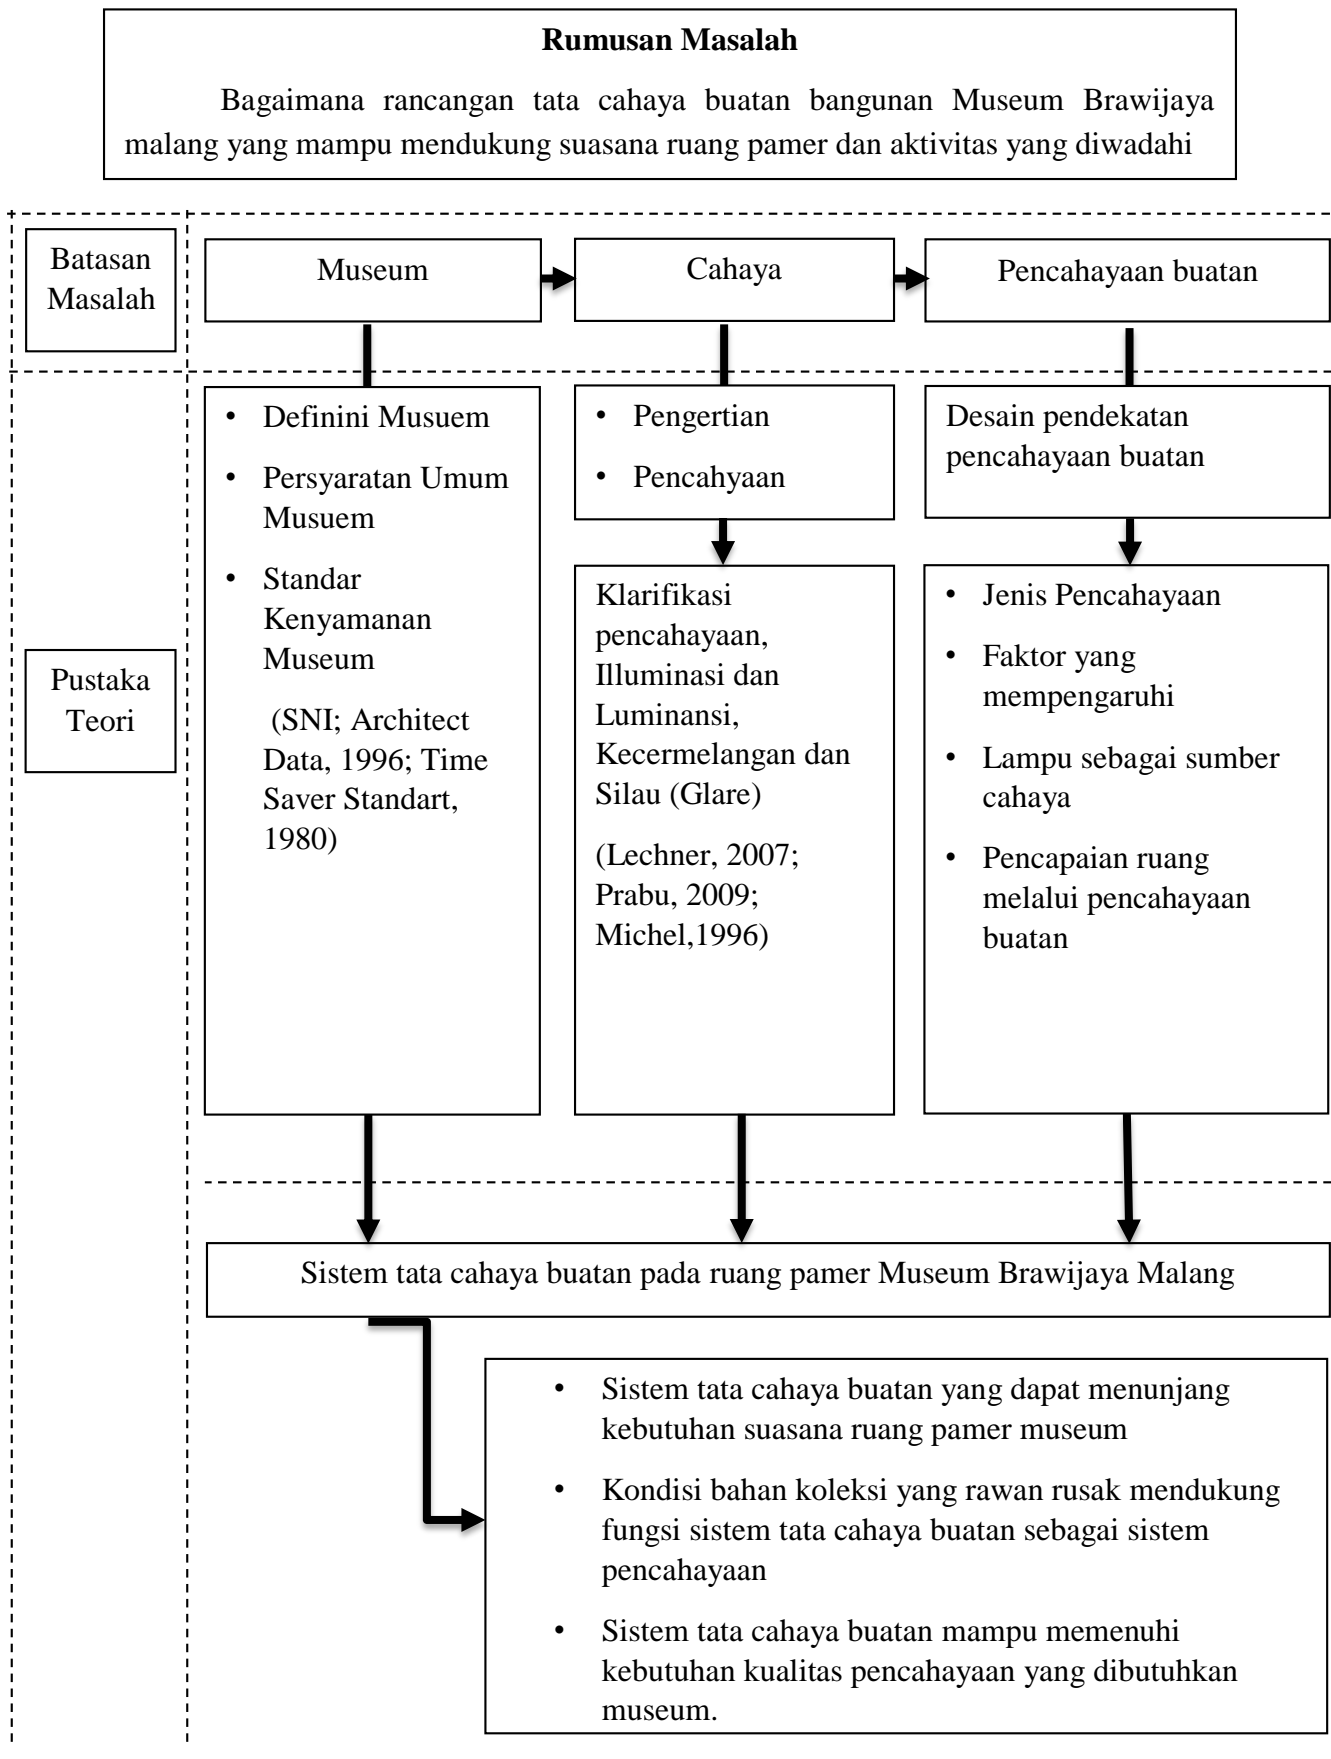 Rumusan Masalah
Bagaimana rancangan tata cahaya buatan bangunan Museum Brawijaya
malang yang mampu mendukung suasana ruang pamer dan aktivitas yang diwadahi
Batasan
Masalah
Museum
Cahaya
Pencahayaan buatan
Pustaka
Teori
• Definini Musuem
• Persyaratan Umum
Musuem
• Standar
Kenyamanan
Museum
(SNI; Architect
Data, 1996; Time
Saver Standart,
1980)
• Pengertian
• Pencahyaan
Klarifikasi
pencahayaan,
Illuminasi dan
Luminansi,
Kecermelangan dan
Silau (Glare)
(Lechner, 2007;
Prabu, 2009;
Michel,1996)
Desain pendekatan
pencahayaan buatan
• Jenis Pencahayaan
• Faktor yang
mempengaruhi
• Lampu sebagai sumber
cahaya
• Pencapaian ruang
melalui pencahayaan
buatan
Sistem tata cahaya buatan pada ruang pamer Museum Brawijaya Malang
• Sistem tata cahaya buatan yang dapat menunjang
kebutuhan suasana ruang pamer museum
• Kondisi bahan koleksi yang rawan rusak mendukung
fungsi sistem tata cahaya buatan sebagai sistem
pencahayaan
• Sistem tata cahaya buatan mampu memenuhi
kebutuhan kualitas pencahayaan yang dibutuhkan
museum.